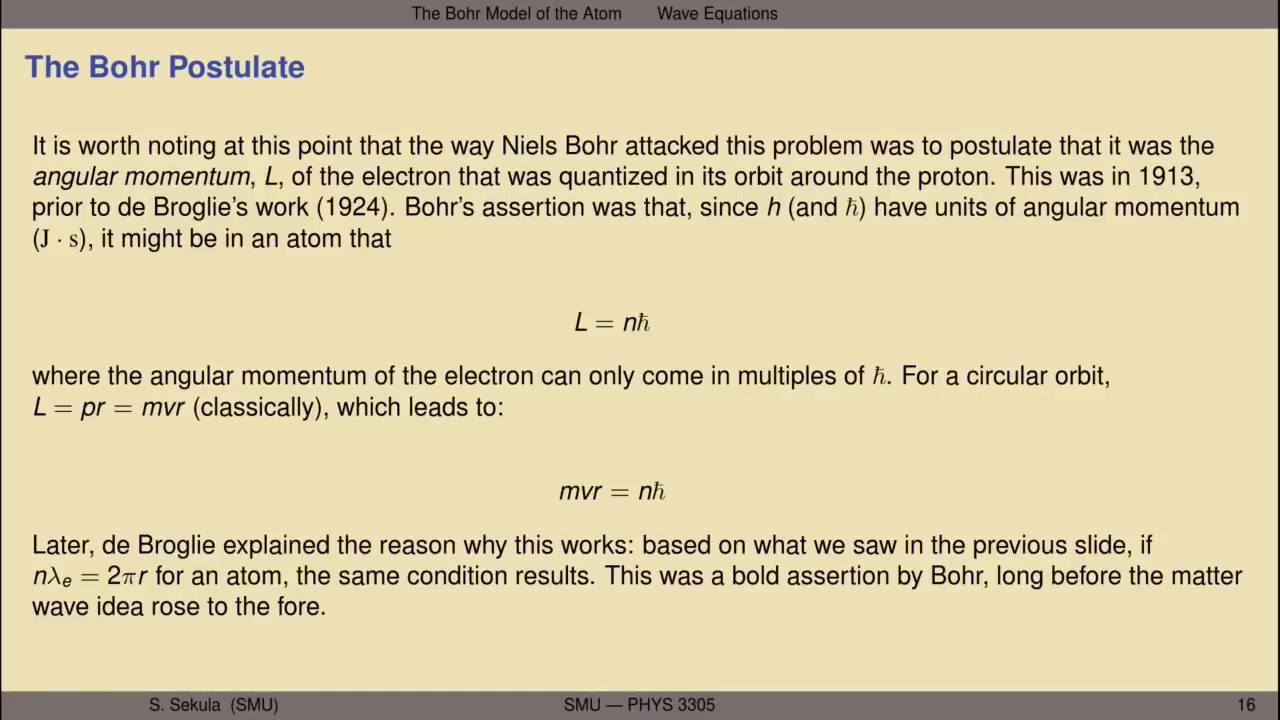 The Bohr Model of the Atom Wave Equations
The Bohr Postulate
It is worth noting at this point that the way Niels Bohr attacked this problem was to postulate that it was the
angular momentum, L, of the electron that was quantized in its orbit around the proton. This was in 1913,
prior to de Broglie's work (1924). Bohr's assertion was that, since h (and ℏ) have units of angular momentum
(J · s), it might be in an atom that
L = nℏ
where the angular momentum of the electron can only come in multiples of ℏ. For a circular orbit,
L = pr = mvr (classically), which leads to:
mvr = nℏ
Later, de Broglie explained the reason why this works: based on what we saw in the previous slide, if
nλₑ = 2πr for an atom, the same condition results. This was a bold assertion by Bohr, long before the matter
wave idea rose to the fore.
S. Sekula (SMU) SMU — PHYS 3305 16